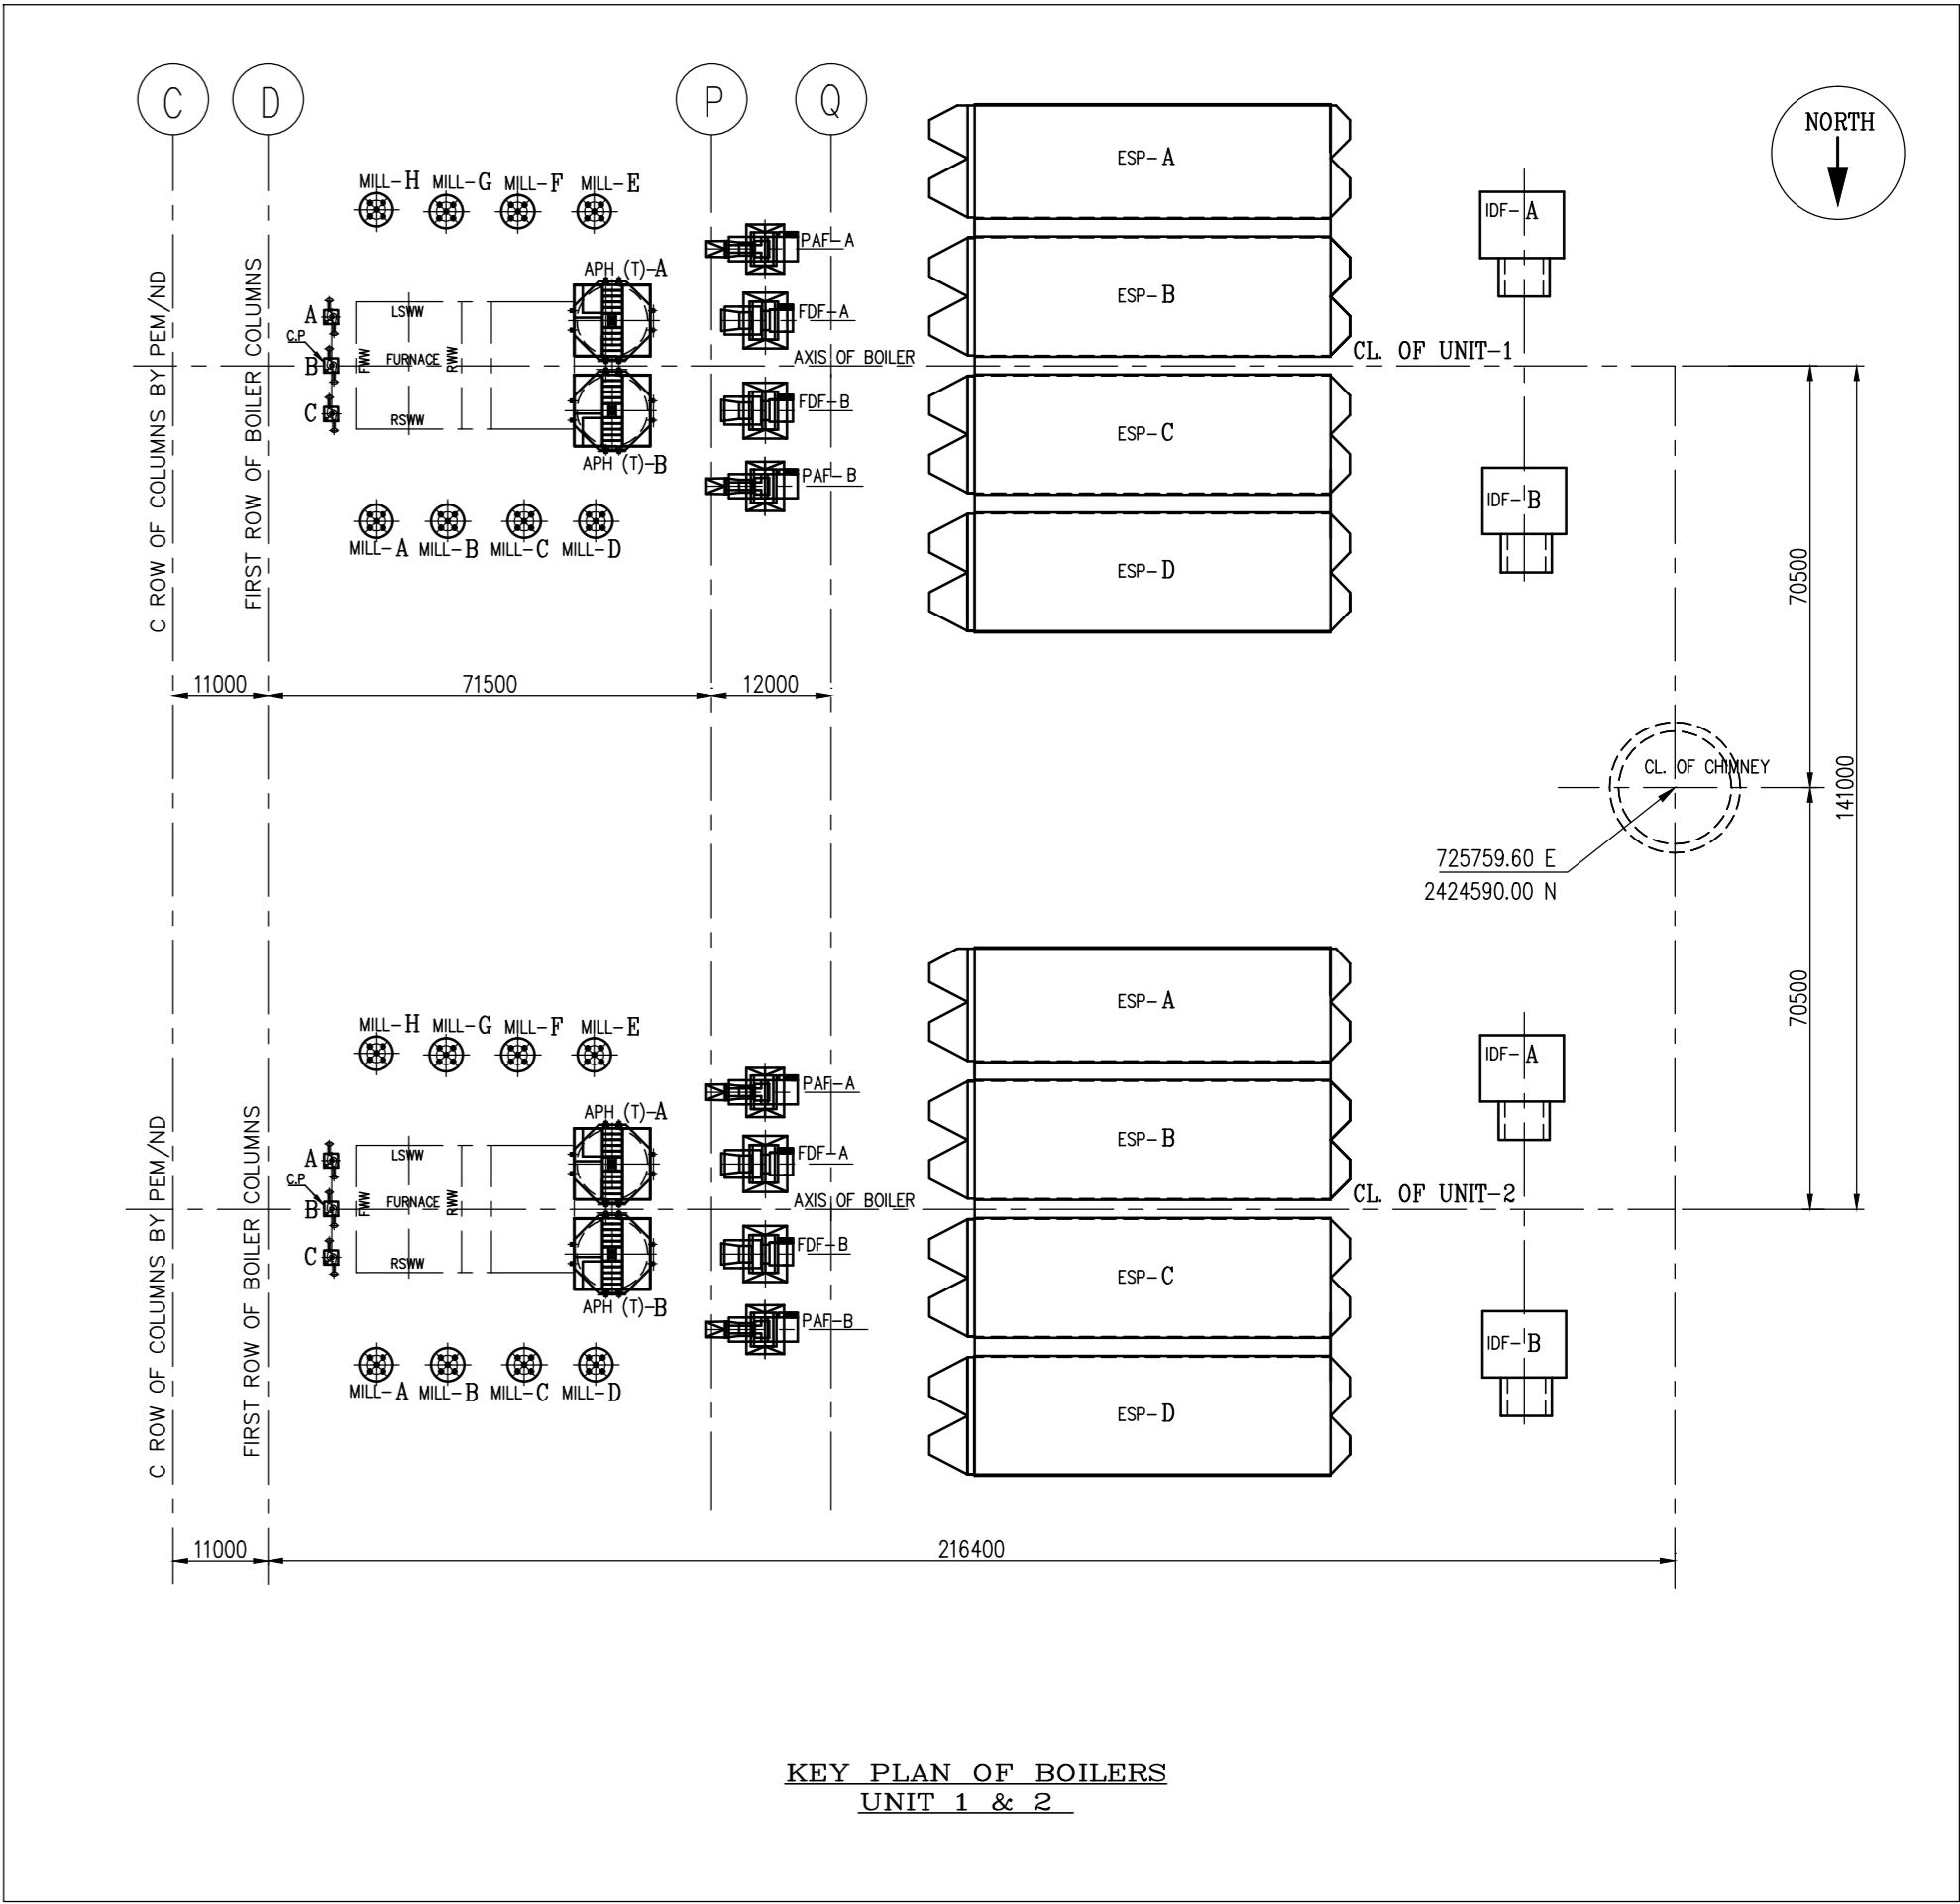 C
D
P
Q
NORTH
MILL-H
MILL-G
MILL-F
MILL-E
PAF-A
ESP-A
IDF-A
APH (T)-A
FDF-A
ESP-B
A
LSWW
C.P
B
FWW
FURNACE
RWW
AXIS OF BOILER
CL. OF UNIT-1
C
RSWW
FDF-B
ESP-C
APH (T)-B
PAF-B
IDF-B
MILL-A
MILL-B
MILL-C
MILL-D
ESP-D
C ROW OF COLUMNS BY PEM/ND
FIRST ROW OF BOILER COLUMNS
70500
11000
71500
12000
CL. OF CHIMNEY
141000
725759.60 E
2424590.00 N
70500
MILL-H
MILL-G
MILL-F
MILL-E
PAF-A
ESP-A
IDF-A
APH (T)-A
FDF-A
ESP-B
A
LSWW
C.P
B
FWW
FURNACE
RWW
AXIS OF BOILER
CL. OF UNIT-2
C
RSWW
FDF-B
ESP-C
APH (T)-B
PAF-B
IDF-B
MILL-A
MILL-B
MILL-C
MILL-D
ESP-D
C ROW OF COLUMNS BY PEM/ND
FIRST ROW OF BOILER COLUMNS
11000
216400
KEY PLAN OF BOILERS
UNIT 1 & 2